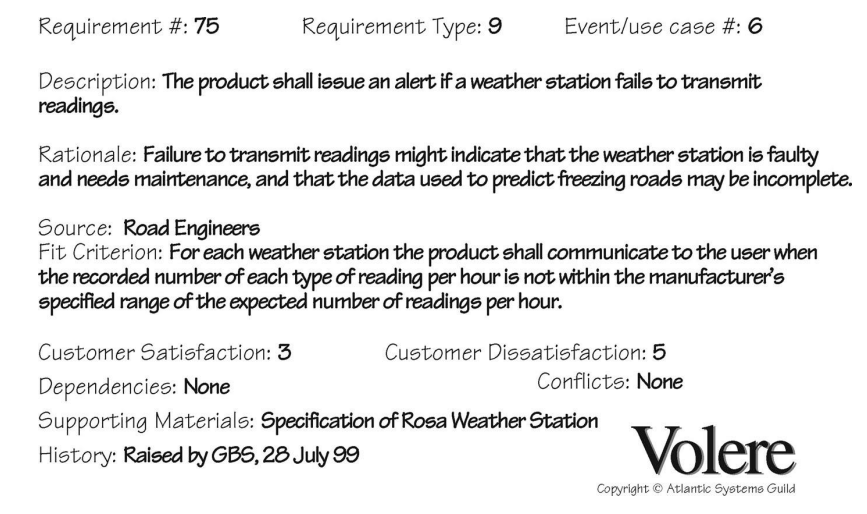 Requirement #: 75 Requirement Type: 9 Event/use case #: 6
Description: The product shall issue an alert if a weather station fails to transmit
readings.
Rationale: Failure to transmit readings might indicate that the weather station is faulty
and needs maintenance, and that the data used to predict freezing roads may be incomplete.
Source: Road Engineers
Fit Criterion: For each weather station the product shall communicate to the user when
the recorded number of each type of reading per hour is not within the manufacturer's
specified range of the expected number of readings per hour.
Customer Satisfaction: 3 Customer Dissatisfaction: 5
Dependencies: None Conflicts: None
Supporting Materials: Specification of Rosa Weather Station
History: Raised by GBS, 28 July 99
Volere
Copyright © Atlantic Systems Guild